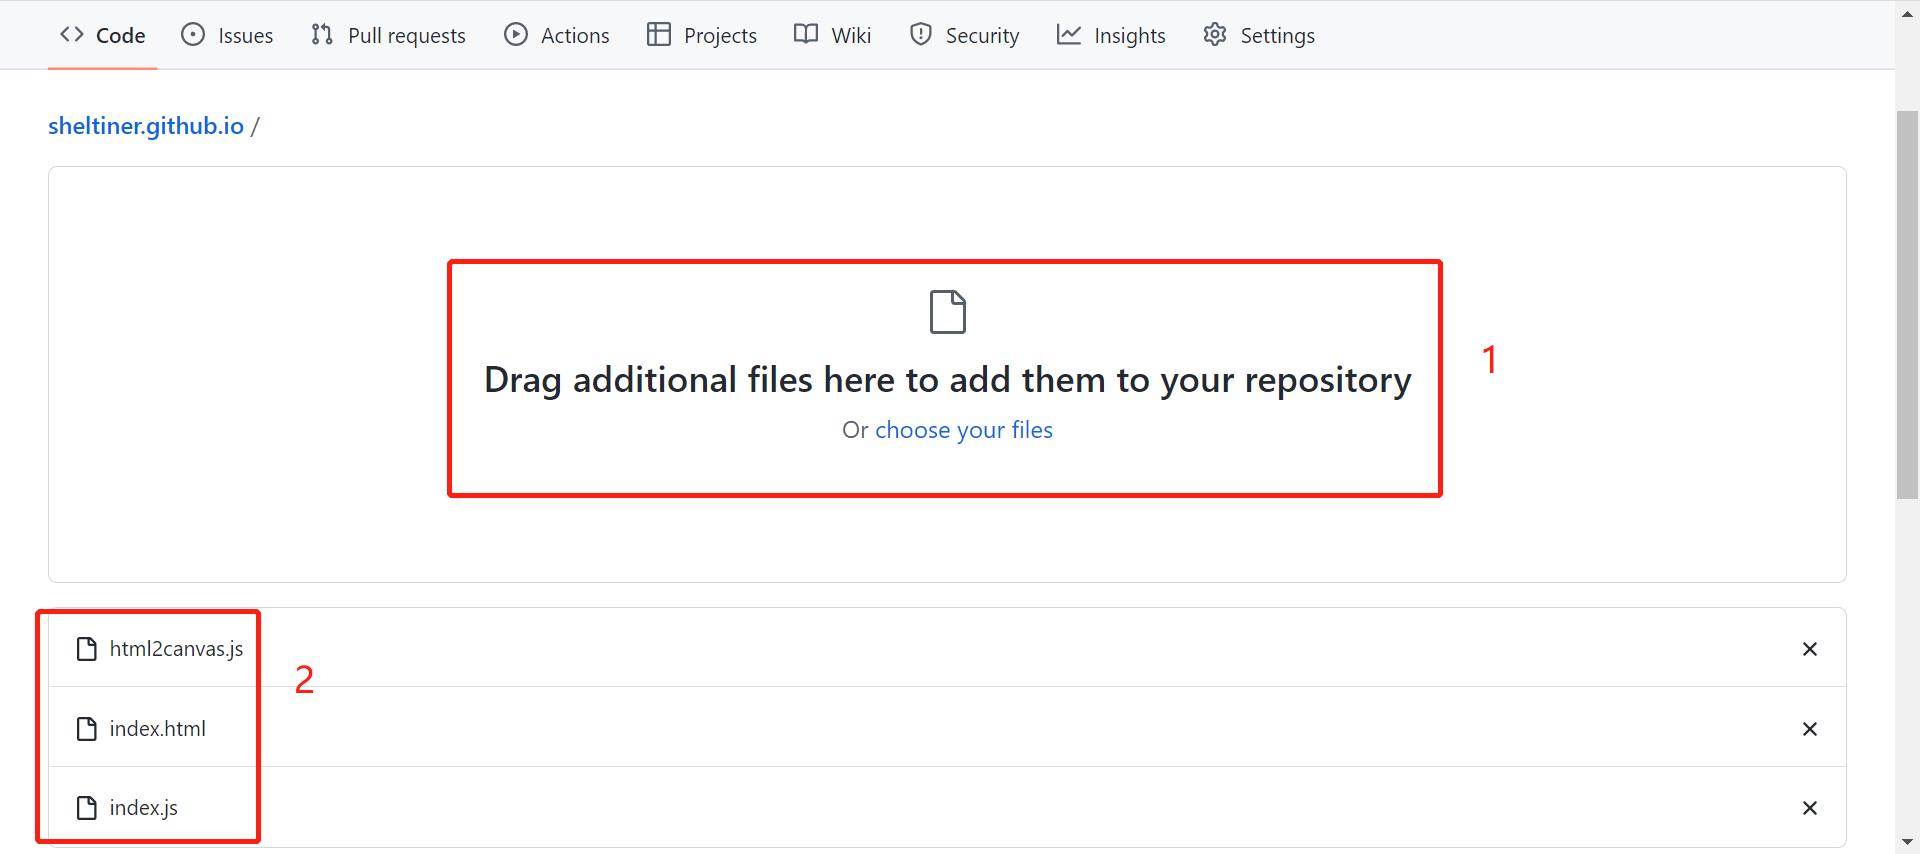 Code Issues Pull requests Actions Projects Wiki Security Insights Settings
sheltiner.github.io /
Drag additional files here to add them to your repository
1
Or choose your files
html2canvas.js
2
index.html
index.js